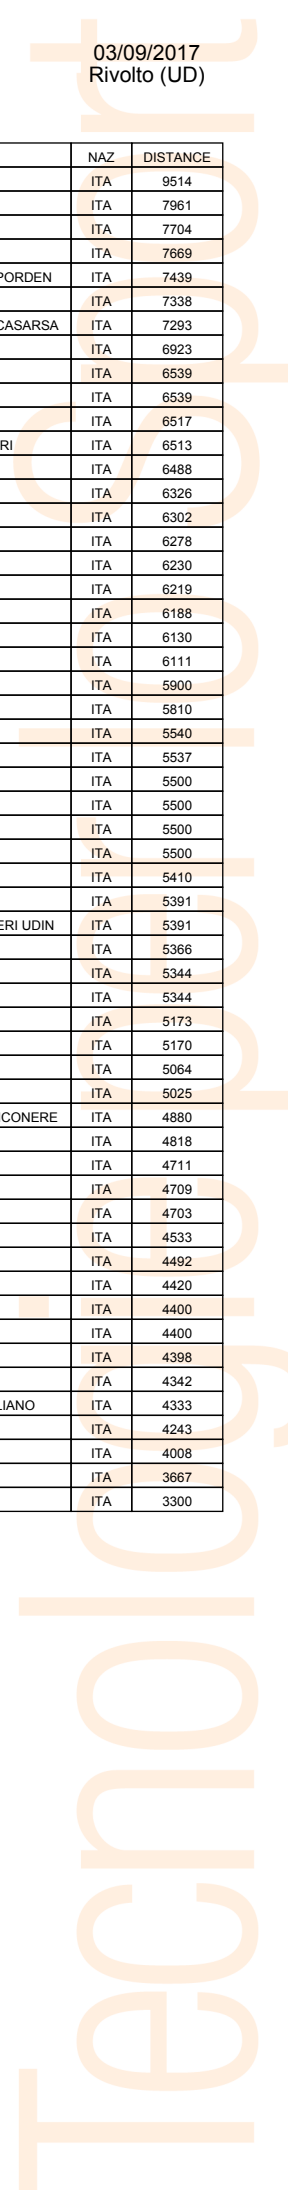 03/09/2017
Rivolto (UD)
NAZ DISTANCE
ITA 9514
ITA 7961
ITA 7704
ITA 7669
PORDEN ITA 7439
ITA 7338
CASARSA ITA 7293
ITA 6923
ITA 6539
ITA 6539
ITA 6517
RI ITA 6513
ITA 6488
ITA 6326
ITA 6302
ITA 6278
ITA 6230
ITA 6219
ITA 6188
ITA 6130
ITA 6111
ITA 5900
ITA 5810
ITA 5540
ITA 5537
ITA 5500
ITA 5500
ITA 5500
ITA 5500
ITA 5410
ITA 5391
ERI UDIN ITA 5391
ITA 5366
ITA 5344
ITA 5344
ITA 5173
ITA 5170
ITA 5064
ITA 5025
ICONERE ITA 4880
ITA 4818
ITA 4711
ITA 4709
ITA 4703
ITA 4533
ITA 4492
ITA 4420
ITA 4400
ITA 4400
ITA 4398
ITA 4342
LIANO ITA 4333
ITA 4243
ITA 4008
ITA 3667
ITA 3300
Tecnologie per lo Sport